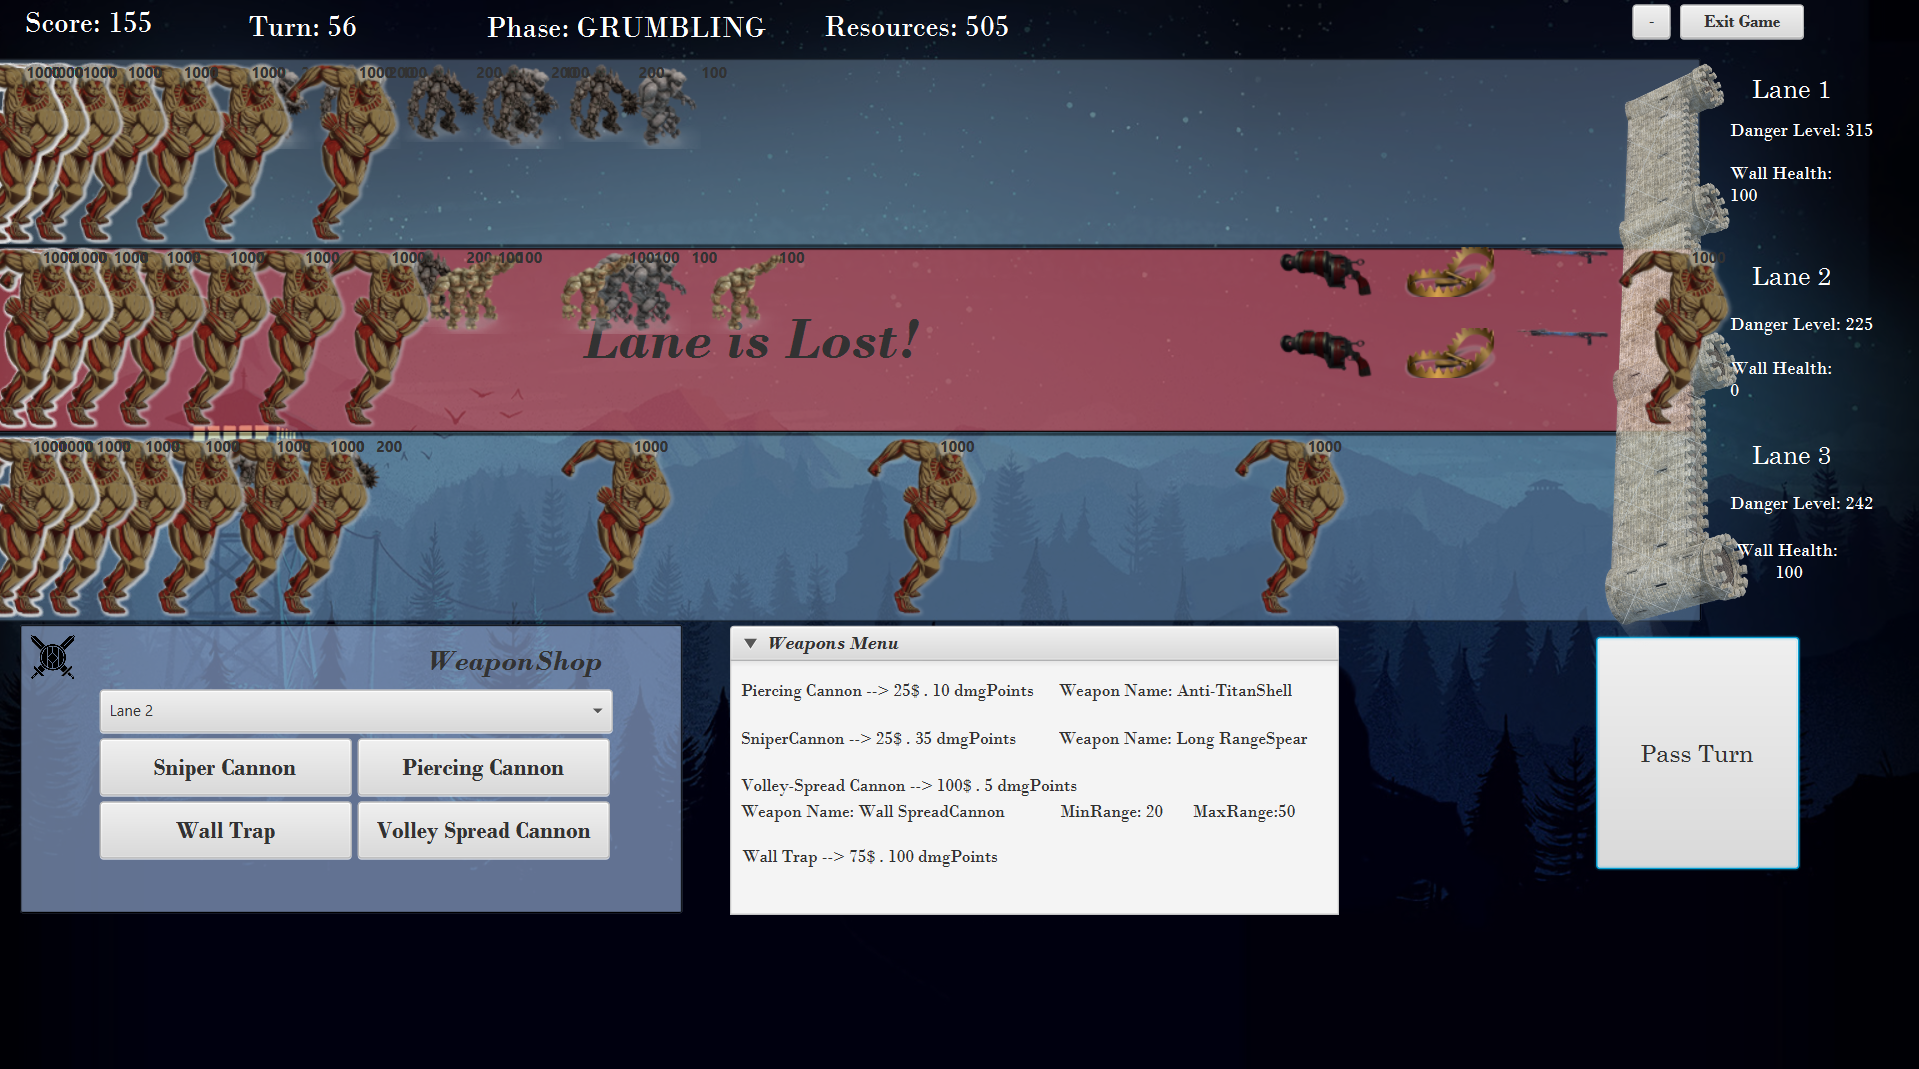 Score: 155
Turn: 56
Phase: GRUMBLING
Resources: 505
-
Exit Game
1000 1000 1000 1000 1000 1000 200 200 200 100
Lane 1
Danger Level: 315
Wall Health:
100
1000 1000 1000 1000 1000 1000 200 100 100 100 100 100 1000
Lane 2
Danger Level: 225
Wall Health:
0
Lane is Lost!
1000 1000 1000 1000 1000 200 1000 1000 1000
Lane 3
Danger Level: 242
Wall Health:
100
WeaponShop
Lane 2
Sniper Cannon
Piercing Cannon
Wall Trap
Volley Spread Cannon
Weapons Menu
Piercing Cannon --> 25$ . 10 dmgPoints Weapon Name: Anti-TitanShell
SniperCannon --> 25$ . 35 dmgPoints Weapon Name: Long RangeSpear
Volley-Spread Cannon --> 100$ . 5 dmgPoints
Weapon Name: Wall SpreadCannon MinRange: 20 MaxRange:50
Wall Trap --> 75$ . 100 dmgPoints
Pass Turn